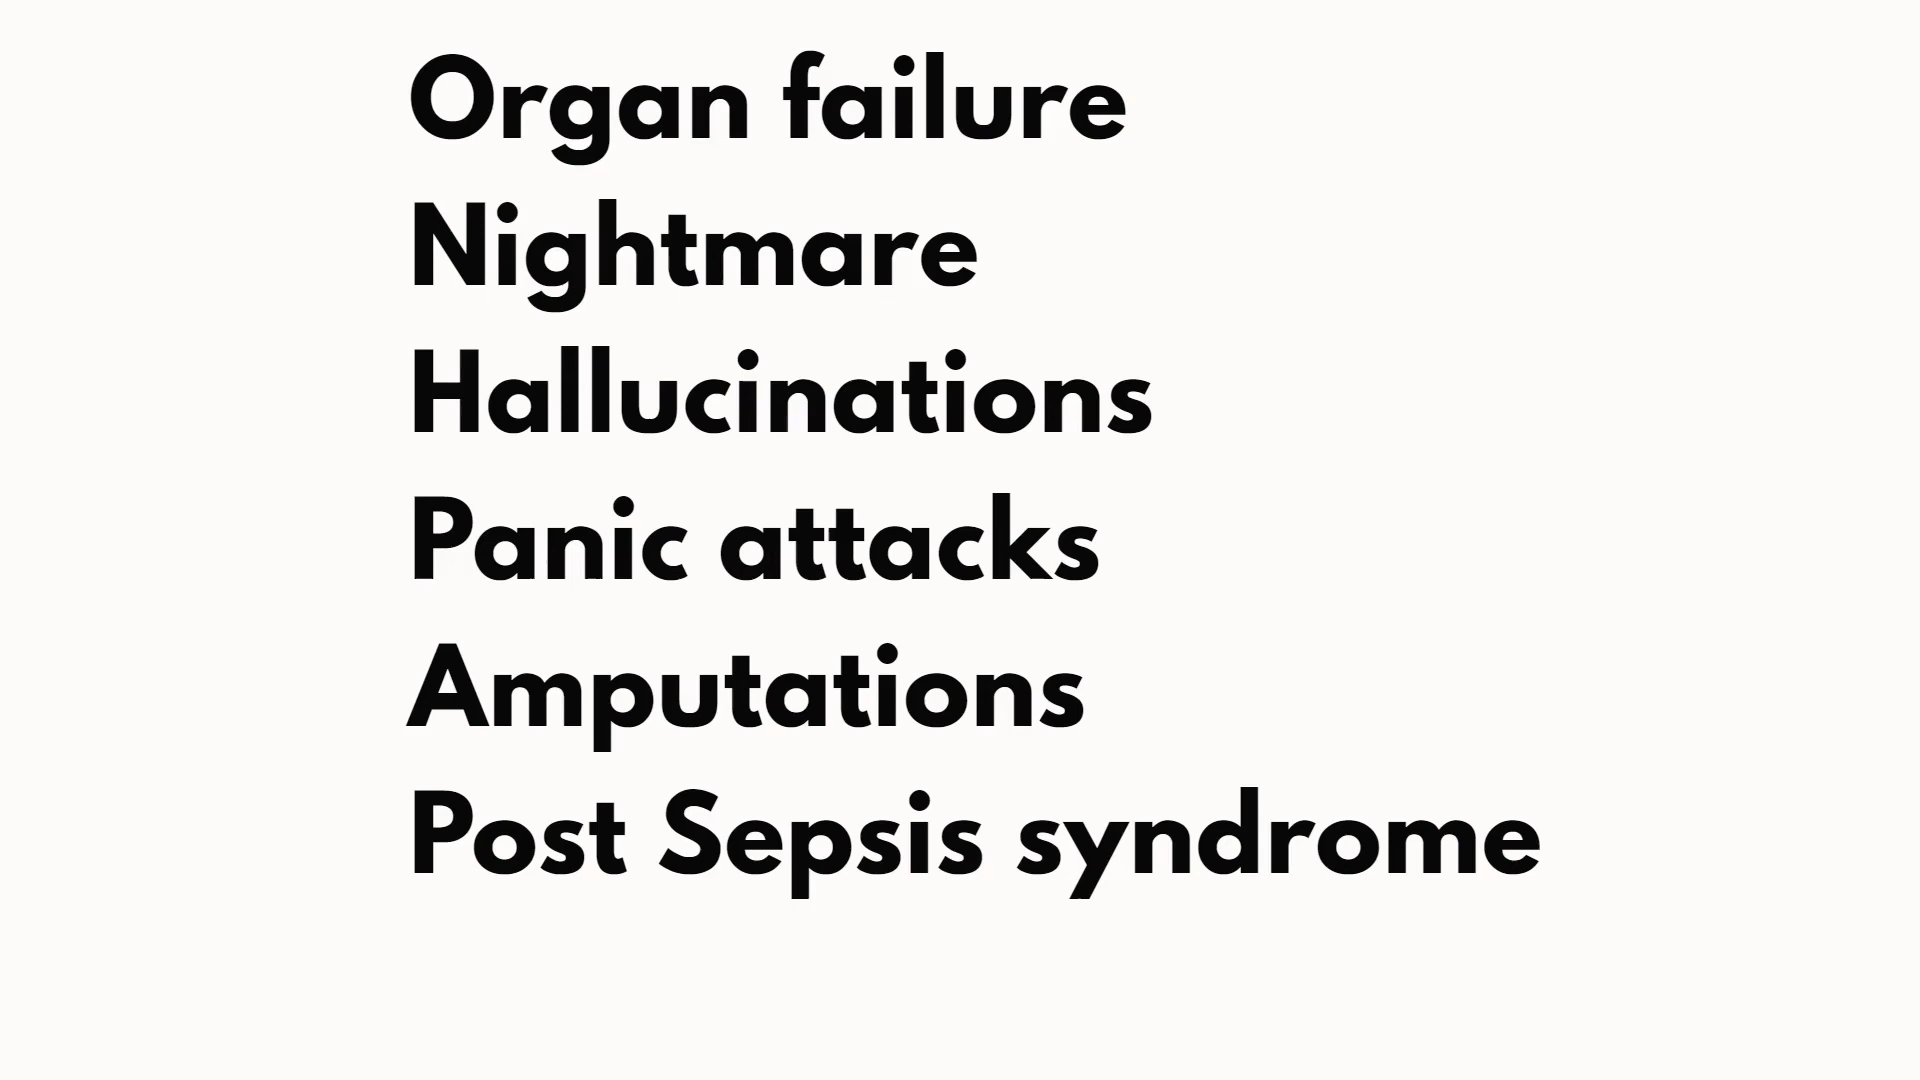 Organ failure
Nightmare
Hallucinations
Panic attacks
Amputations
Post Sepsis syndrome